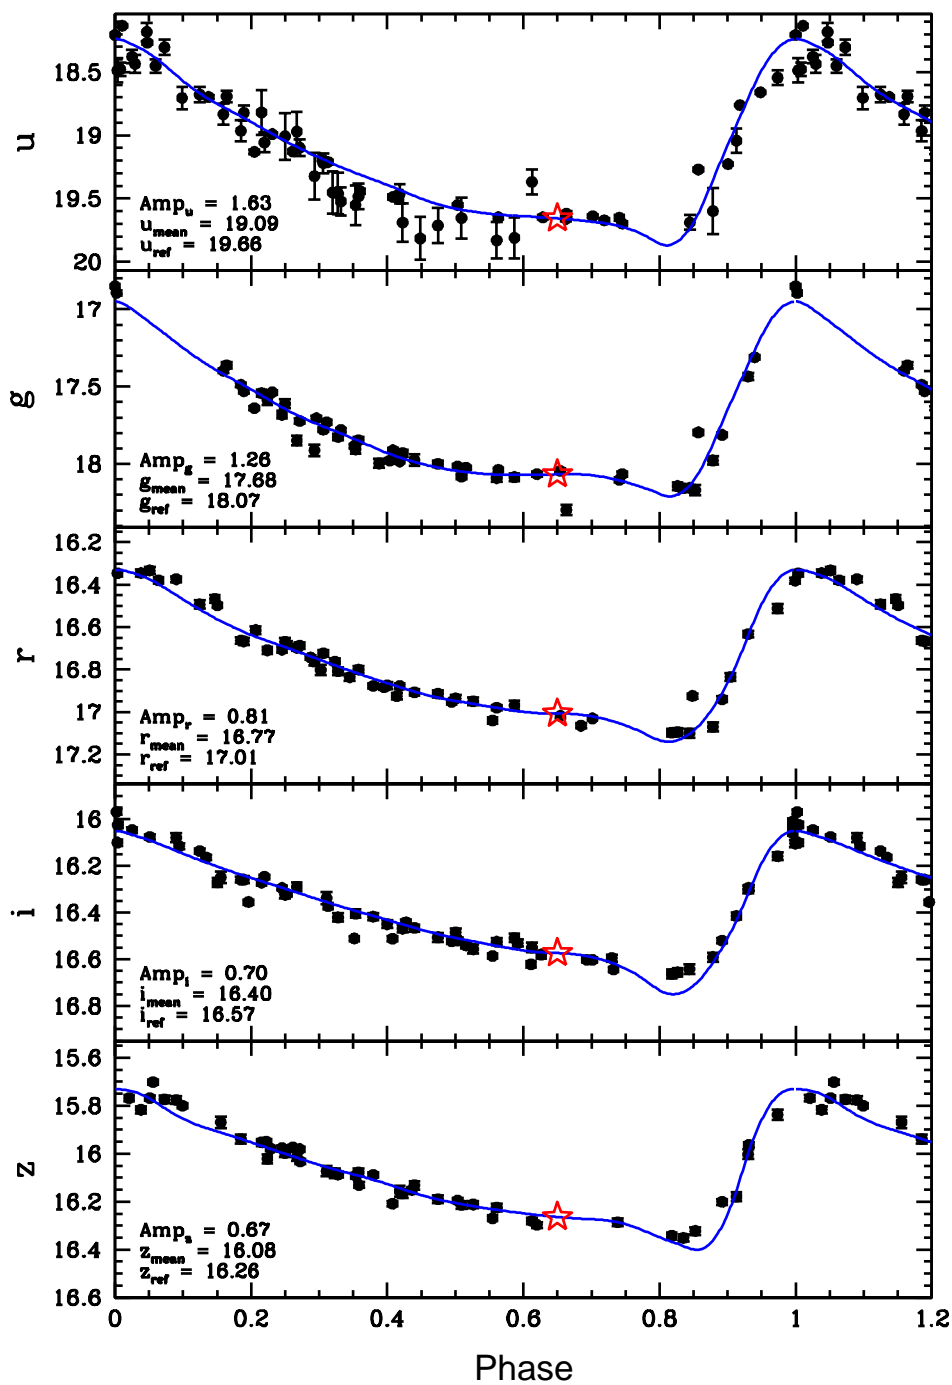 18.5
19
19.5
20
u
Amp_u = 1.63
u_mean = 19.09
u_ref = 19.66
17
17.5
18
g
Amp_g = 1.26
g_mean = 17.68
g_ref = 18.07
16.2
16.4
16.6
16.8
17
17.2
r
Amp_r = 0.81
r_mean = 16.77
r_ref = 17.01
16
16.2
16.4
16.6
16.8
i
Amp_i = 0.70
i_mean = 16.40
i_ref = 16.57
15.6
15.8
16
16.2
16.4
16.6
z
Amp_z = 0.67
z_mean = 16.08
z_ref = 16.26
0 0.2 0.4 0.6 0.8 1 1.2
Phase